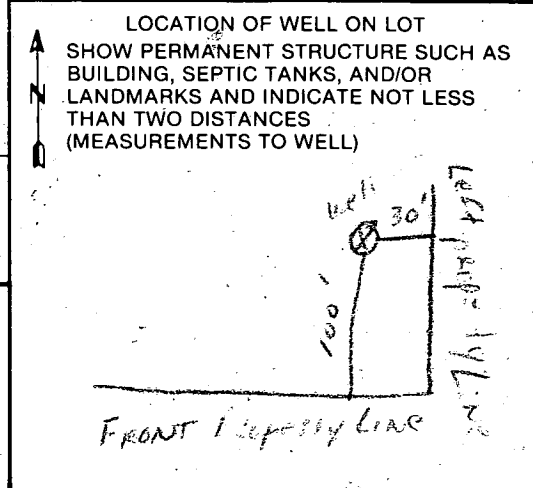 LOCATION OF WELL ON LOT
SHOW PERMANENT STRUCTURE SUCH AS
BUILDING, SEPTIC TANKS, AND/OR
N LANDMARKS AND INDICATE NOT LESS
THAN TWO DISTANCES
(MEASUREMENTS TO WELL)
well
30'
100'
FRONT Property Line